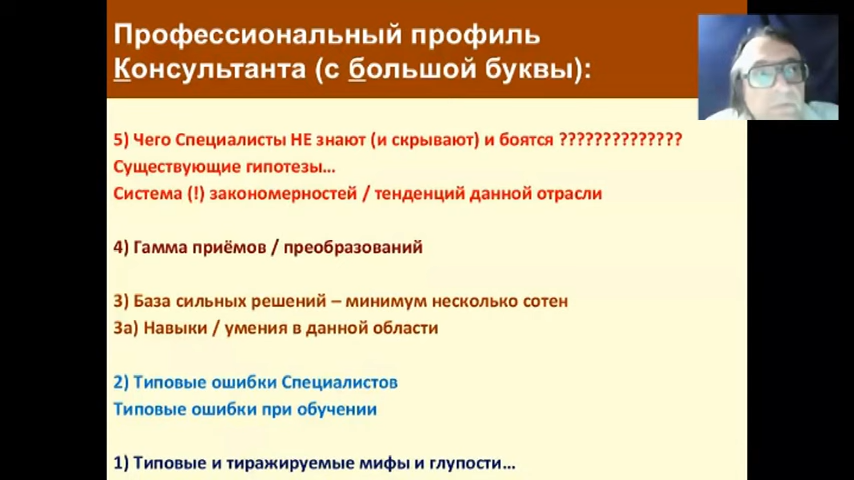 Профессиональный профиль
Консультанта (с большой буквы):
5) Чего Специалисты НЕ знают (и скрывают) и боятся ??????????????
Существующие гипотезы...
Система (!) закономерностей / тенденций данной отрасли
4) Гамма приёмов / преобразований
3) База сильных решений – минимум несколько сотен
3а) Навыки / умения в данной области
2) Типовые ошибки Специалистов
Типовые ошибки при обучении
1) Типовые и тиражируемые мифы и глупости...